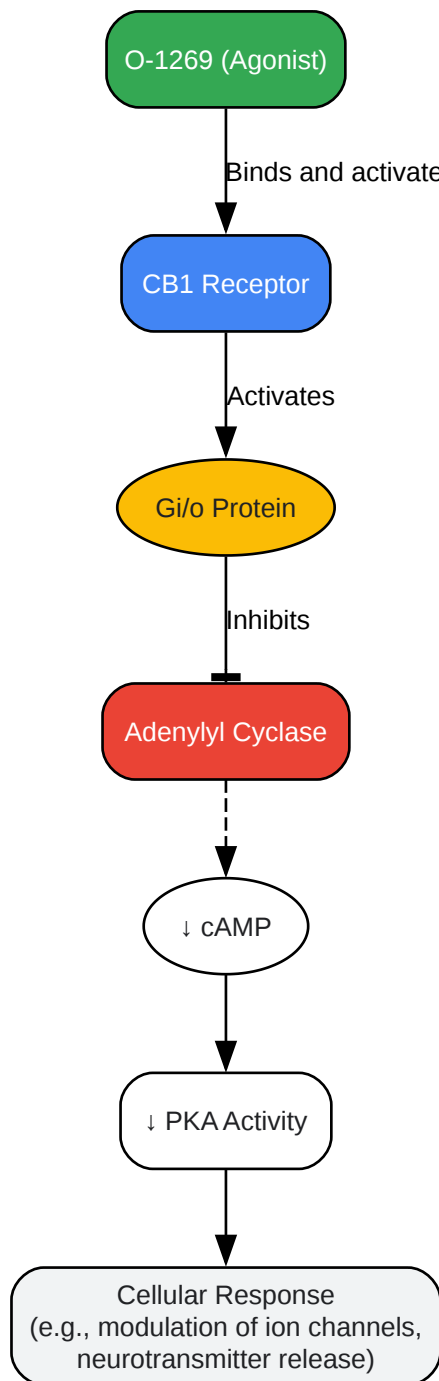 O-1269 (Agonist)
Binds and activate
CB1 Receptor
Activates
Gi/o Protein
Inhibits
Adenylyl Cyclase
↓ cAMP
↓ PKA Activity
Cellular Response
(e.g., modulation of ion channels,
neurotransmitter release)